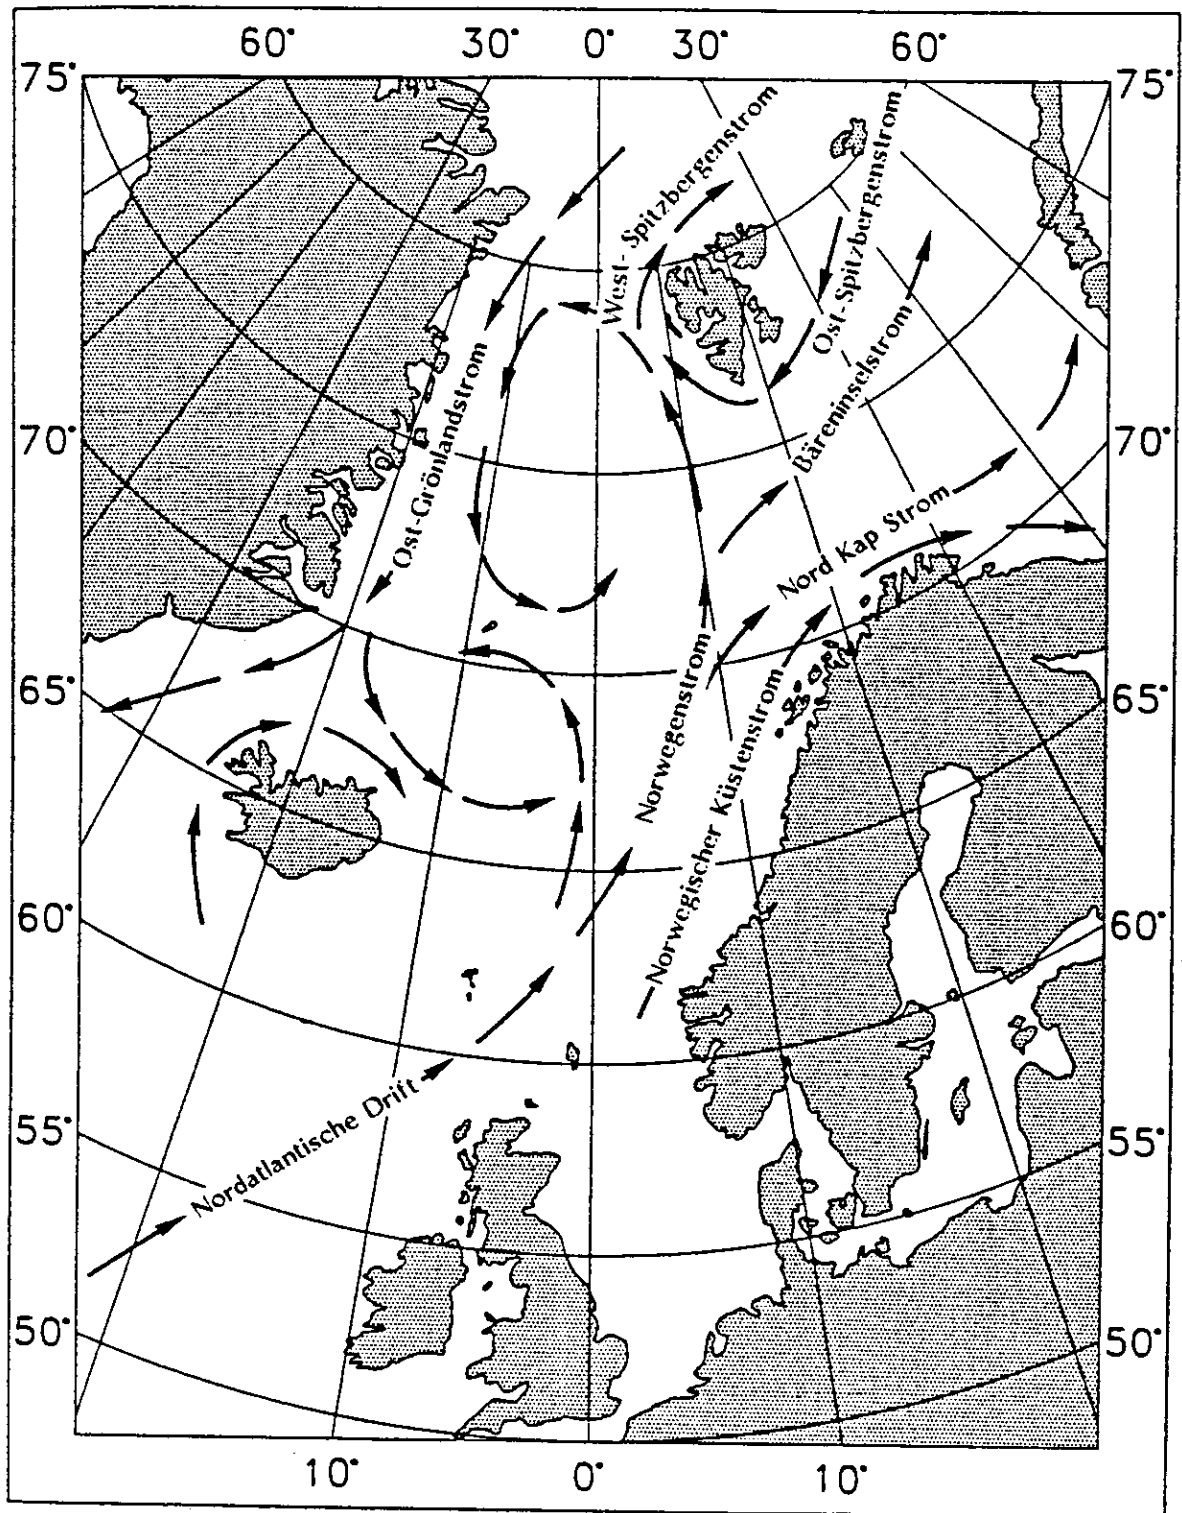 60° 30° 0° 30° 60°
75° 75°
West-Spitzbergenstrom
Ost-Spitzbergenstrom
Ost-Grönlandstrom
Bäreninselstrom
70° 70°
Nord Kap Strom
Norwegenstrom
Norwegischer Küstenstrom
65° 65°
60° 60°
Nordatlantische Drift
55° 55°
50° 50°
10° 0° 10°